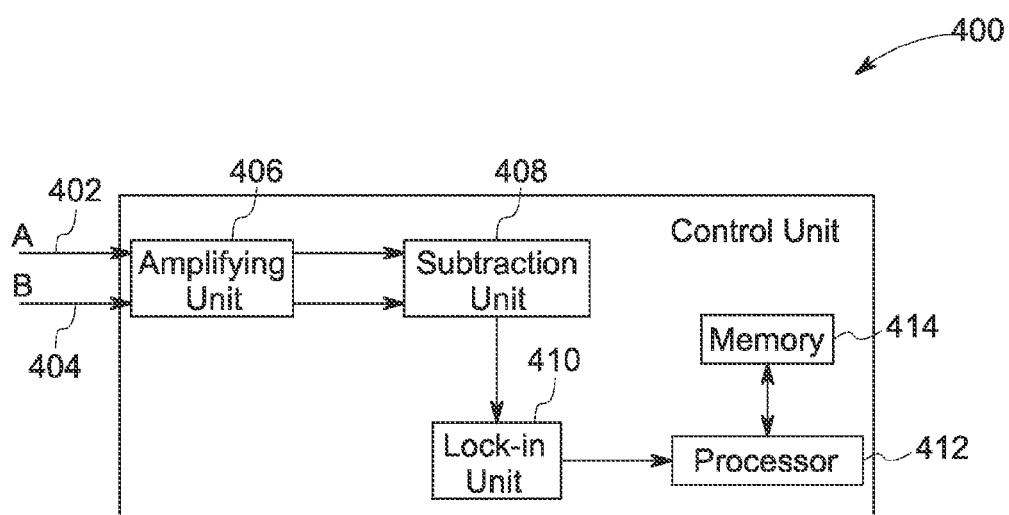 400
402
406
408
A
B
404
Amplifying
Unit
Subtraction
Unit
Control Unit
Memory
414
410
Lock-in
Unit
Processor
412